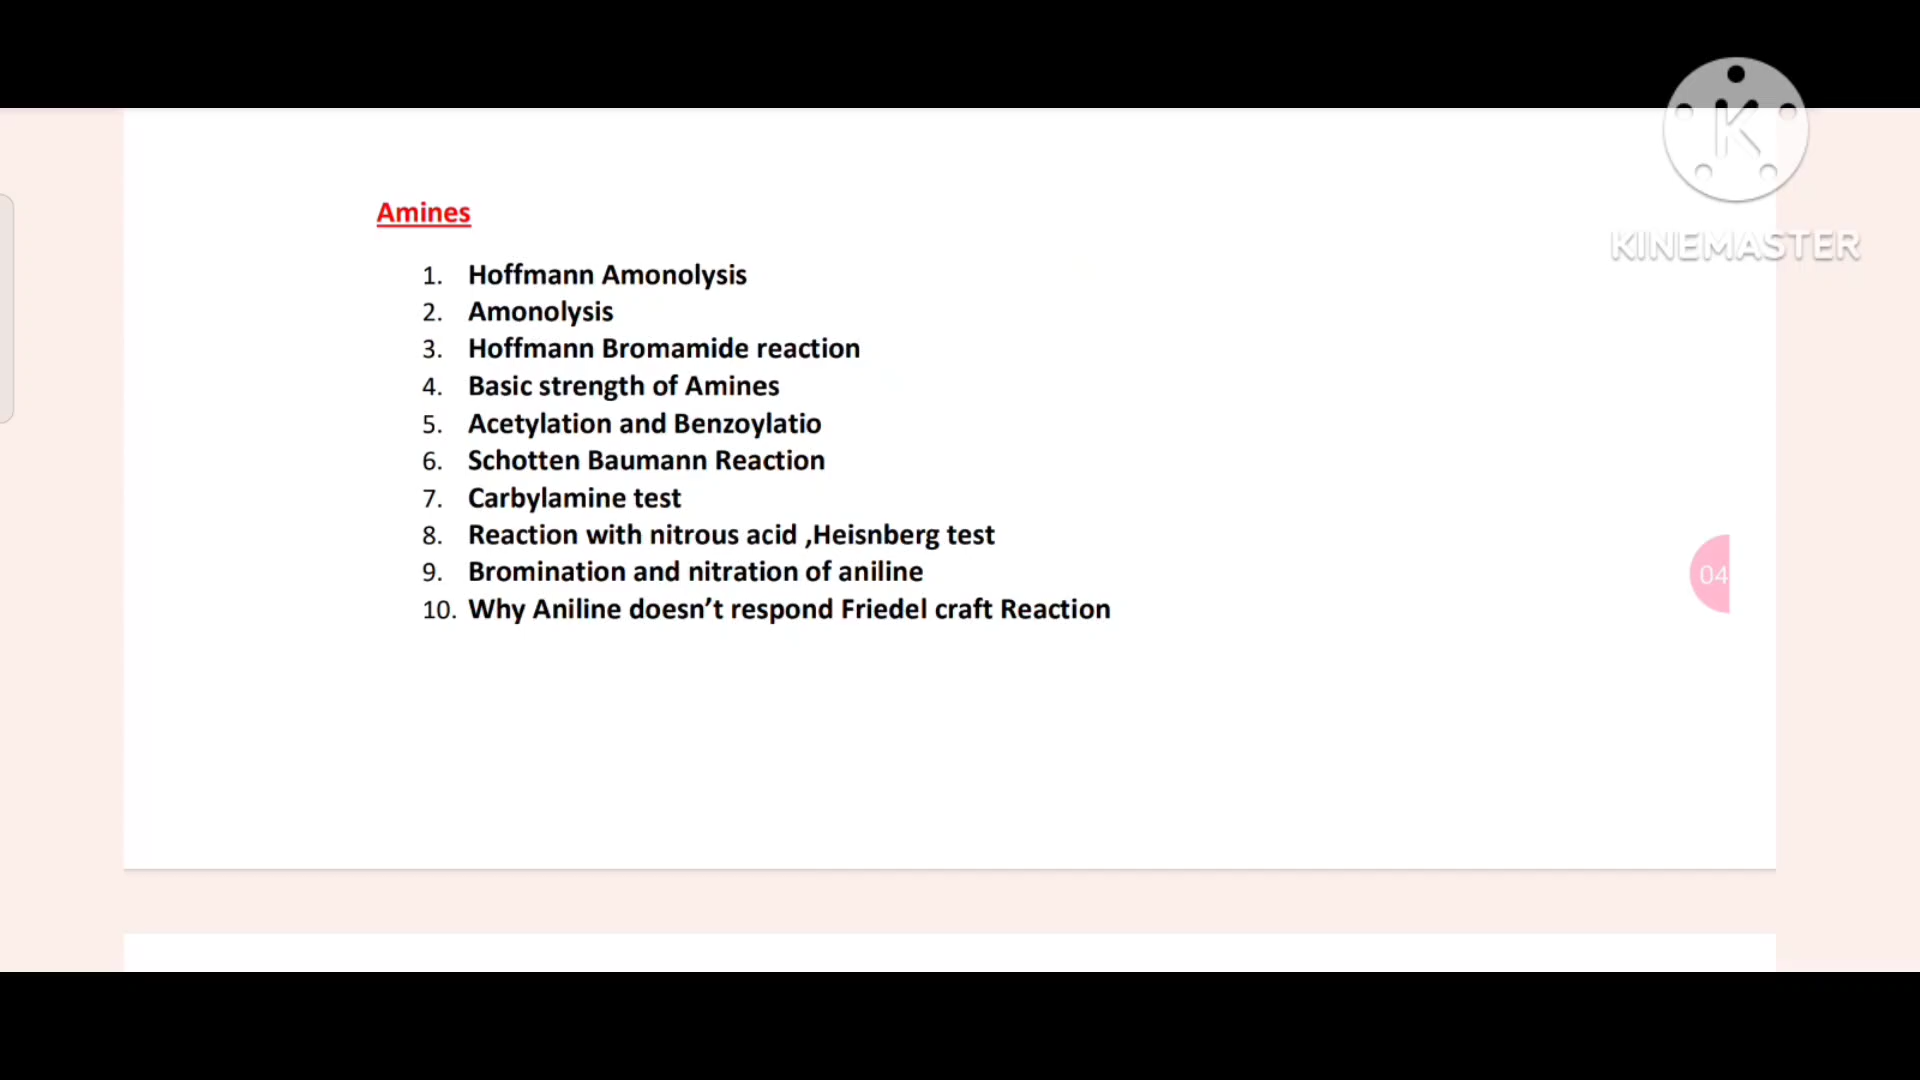 K
KINEMASTER
Amines
1. Hoffmann Amonolysis
2. Amonolysis
3. Hoffmann Bromamide reaction
4. Basic strength of Amines
5. Acetylation and Benzoylatio
6. Schotten Baumann Reaction
7. Carbylamine test
8. Reaction with nitrous acid ,Heisnberg test
9. Bromination and nitration of aniline
10. Why Aniline doesn’t respond Friedel craft Reaction
04